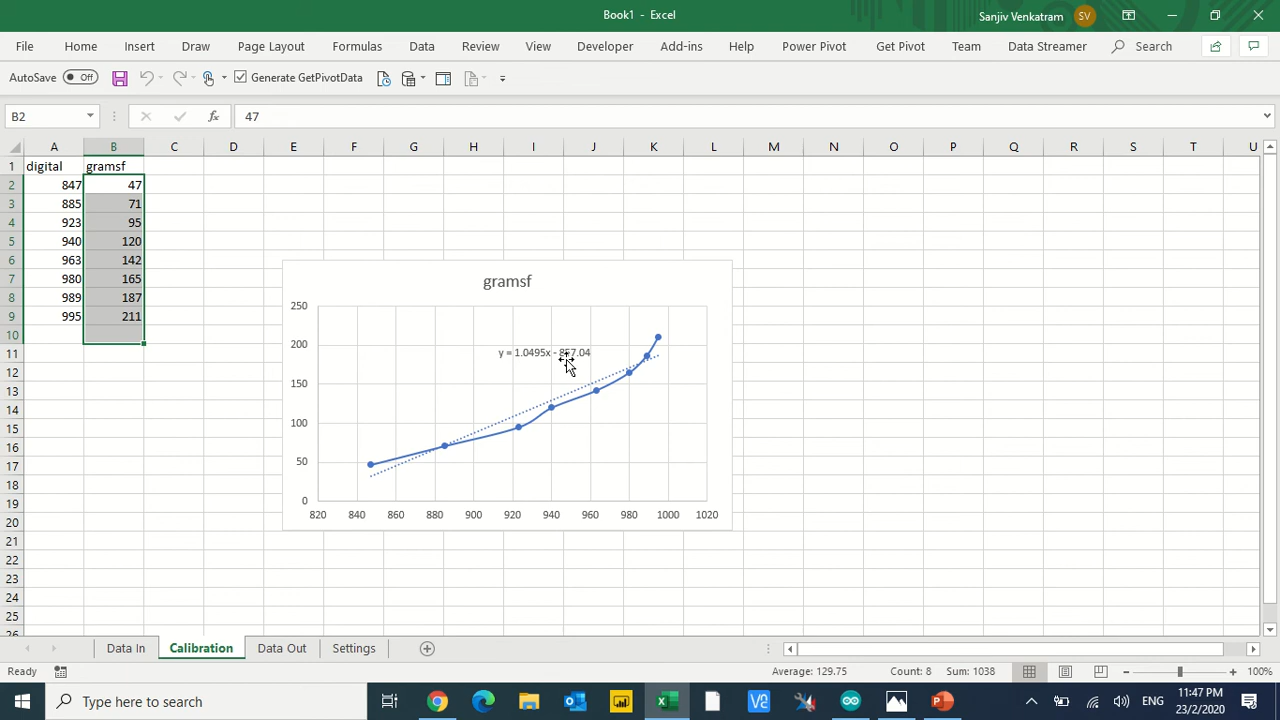 Book1 - Excel
Sanjiv Venkatram SV
File Home Insert Draw Page Layout Formulas Data Review View Developer Add-ins Help Power Pivot Get Pivot Team Data Streamer Search
AutoSave Off Generate GetPivotData
B2 fx 47
A B C D E F G H I J K L M N O P Q R S T U
1 digital gramsf
2 847 47
3 885 71
4 923 95
5 940 120
6 963 142
7 980 165
8 989 187
9 995 211
10
11
12
13
14
15
16
17
18
19
20
21
22
23
24
25
26
gramsf
250
200
y = 1.0495x - 857.04
150
100
50
0
820 840 860 880 900 920 940 960 980 1000 1020
Data In Calibration Data Out Settings
Ready Average: 129.75 Count: 8 Sum: 1038 100%
Type here to search ENG 11:47 PM
23/2/2020